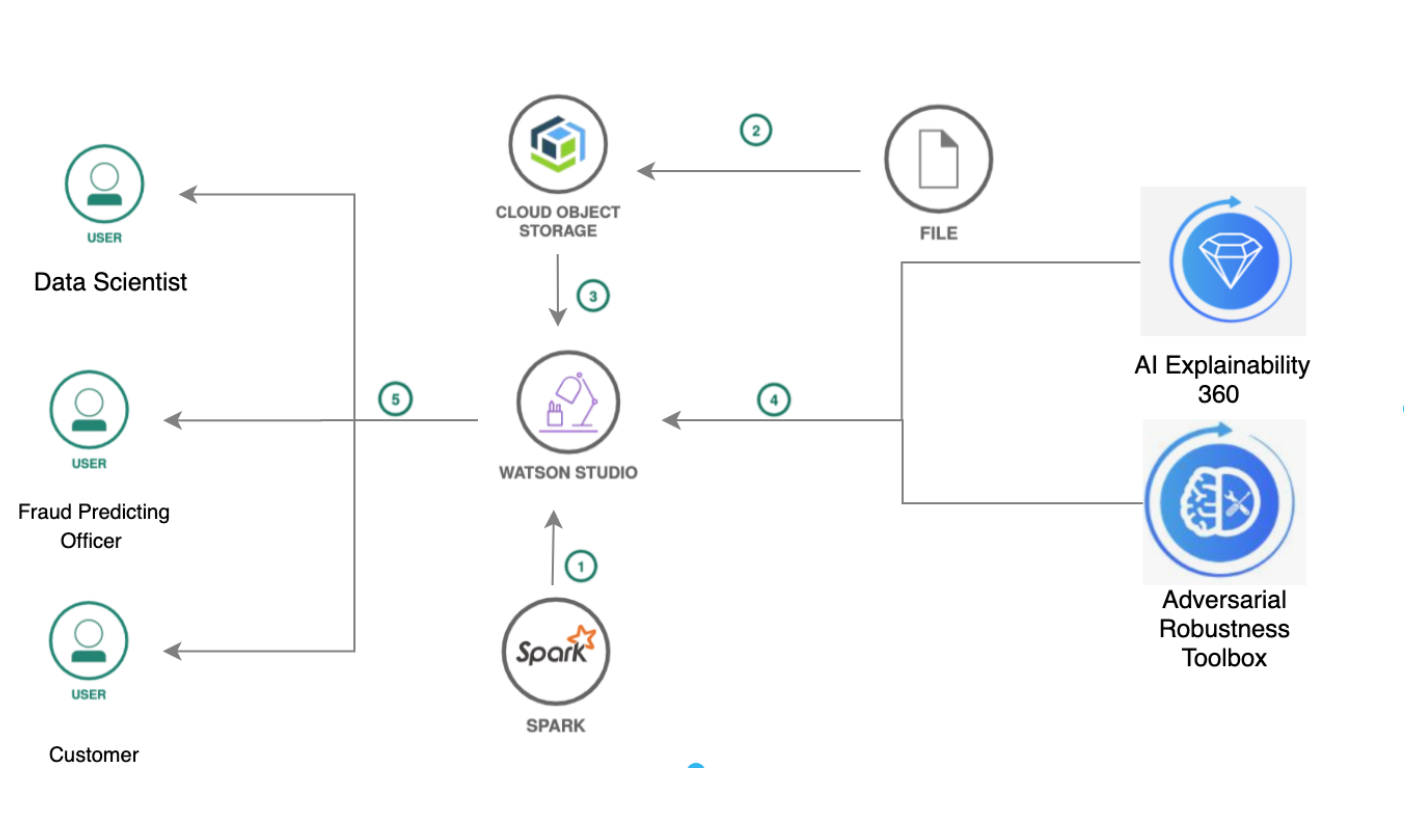 2
CLOUD OBJECT
STORAGE
FILE
USER
Data Scientist
3
AI Explainability
360
5
4
WATSON STUDIO
USER
Fraud Predicting
Officer
1
Adversarial
Robustness
Toolbox
Spark
SPARK
USER
Customer